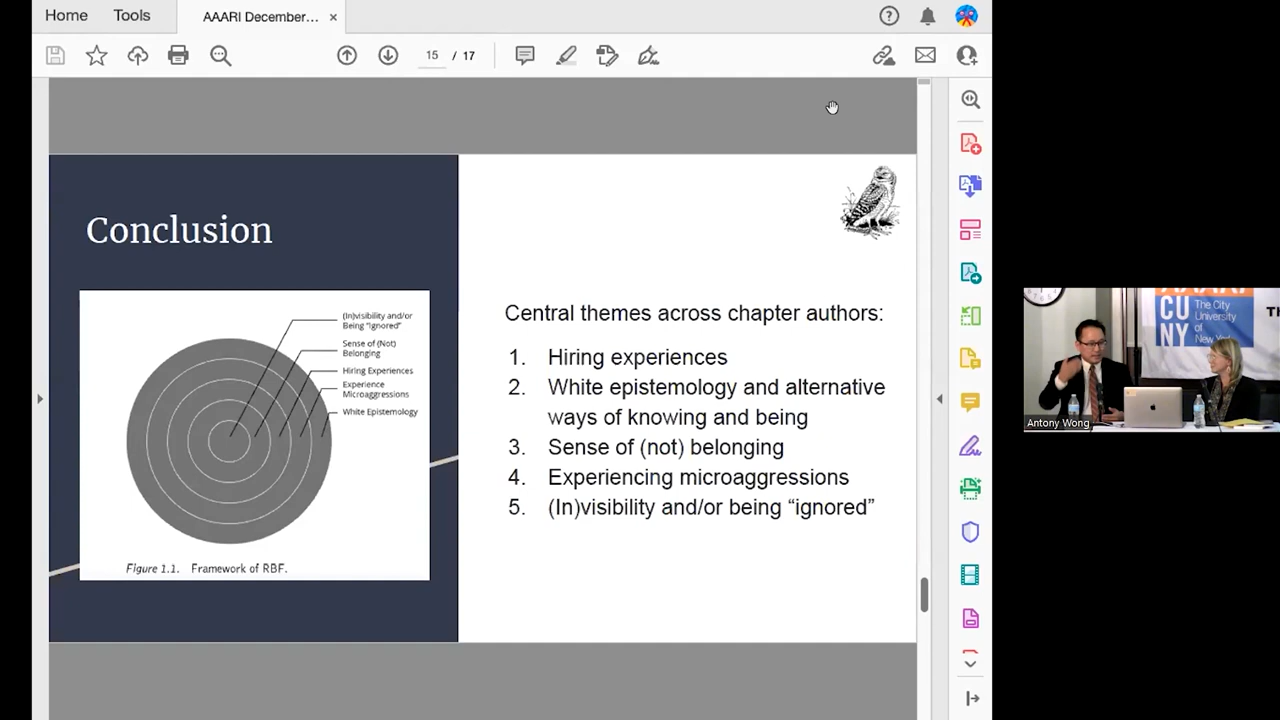 Home
Tools
AAARI December...
15 / 17
Conclusion
(In)visibility and/or
Being "Ignored"
Sense of (Not)
Belonging
Hiring Experiences
Experience
Microaggressions
White Epistemology
Figure 1.1. Framework of RBF.
Central themes across chapter authors:
1. Hiring experiences
2. White epistemology and alternative
ways of knowing and being
3. Sense of (not) belonging
4. Experiencing microaggressions
5. (In)visibility and/or being “ignored”
CU
NY
The City
University
of
New York
Antony Wong